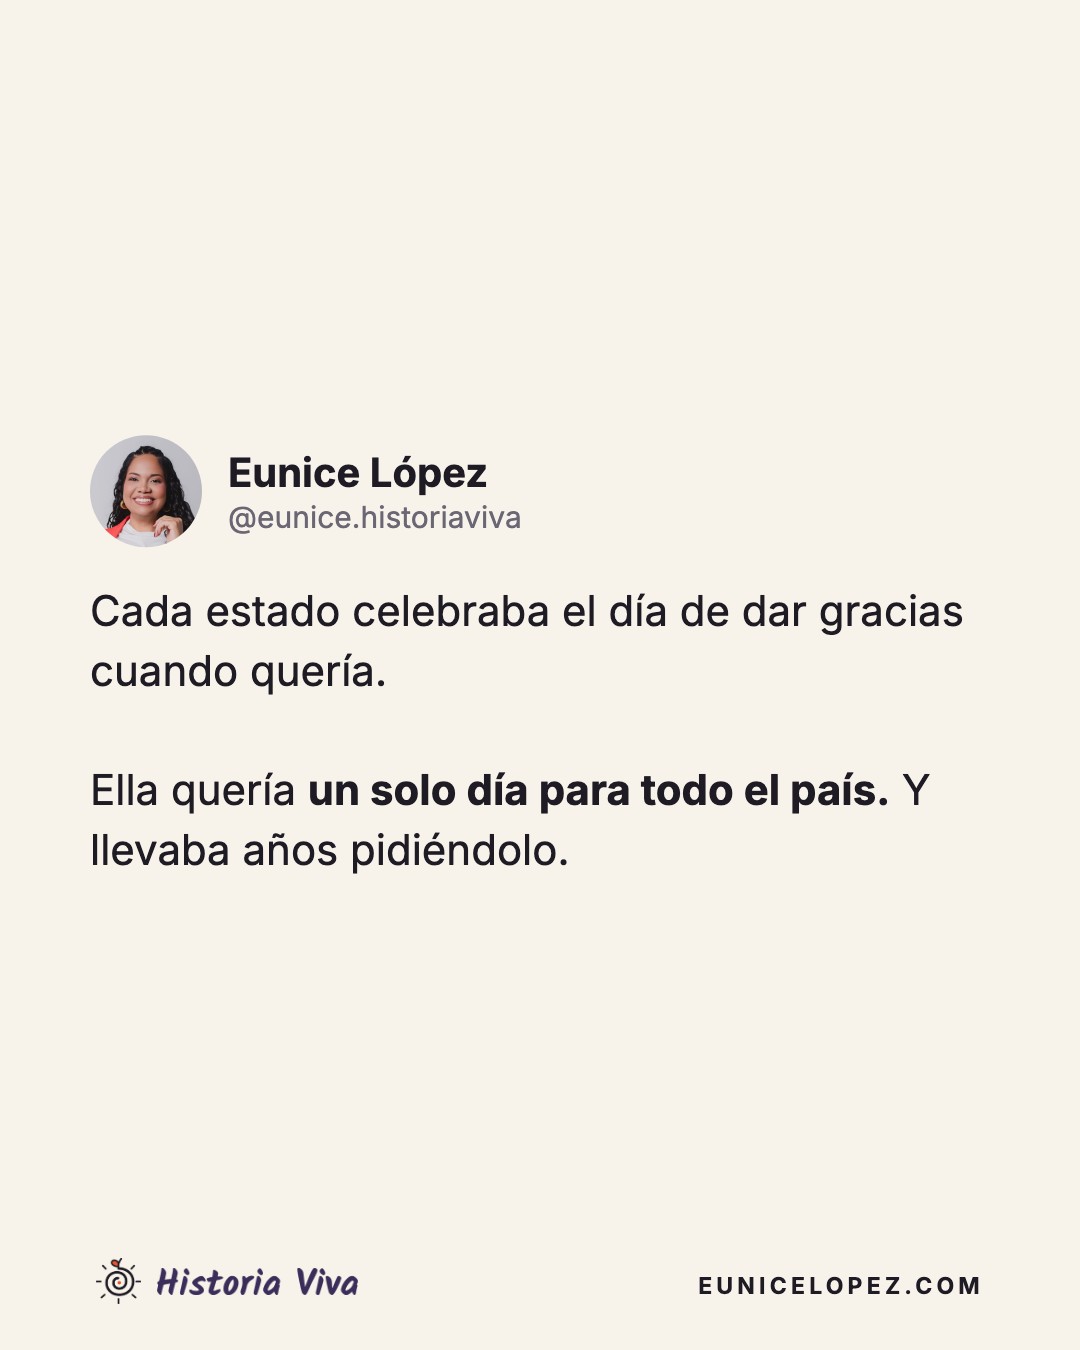 Eunice López
@eunice.historiaviva
Cada estado celebraba el día de dar gracias
cuando quería.
Ella quería un solo día para todo el país. Y
llevaba años pidiéndolo.
Historia Viva
EUNICELOPEZ.COM